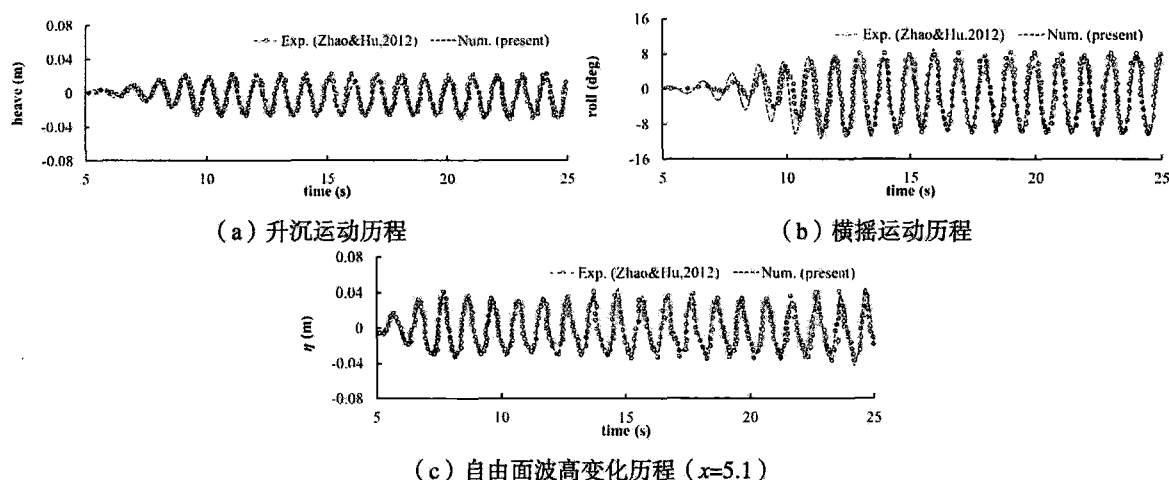 0.08
0.04
0
-0.04
-0.08
heave (m)
Exp. (Zhao&Hu,2012)
Num. (present)
5
10
15
20
25
time (s)
(a)升沉运动历程
16
8
0
-8
-16
roll (deg)
Exp. (Zhao&Hu,2012)
Num. (present)
5
10
15
20
25
time (s)
(b)横摇运动历程
0.08
0.04
0
-0.04
-0.08
η (m)
Exp. (Zhao&Hu,2012)
Num. (present)
5
10
15
20
25
time (s)
(c)自由面波高变化历程(x=5.1)